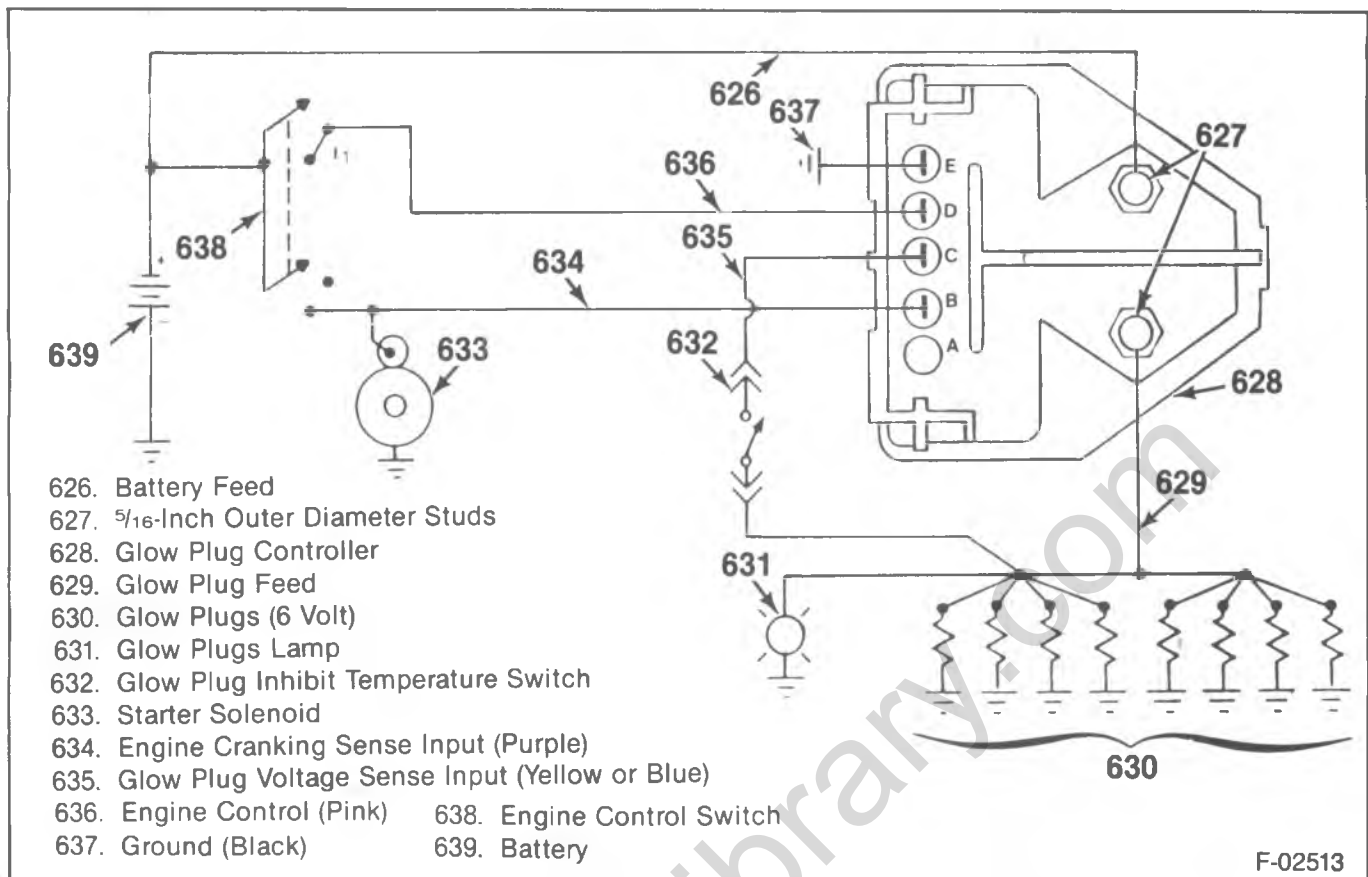 626
637
627
E
636
D
638
635
C
634
B
639
633
632
A
628
629
631
630
626. Battery Feed
627. 5/16-Inch Outer Diameter Studs
628. Glow Plug Controller
629. Glow Plug Feed
630. Glow Plugs (6 Volt)
631. Glow Plugs Lamp
632. Glow Plug Inhibit Temperature Switch
633. Starter Solenoid
634. Engine Cranking Sense Input (Purple)
635. Glow Plug Voltage Sense Input (Yellow or Blue)
636. Engine Control (Pink) 638. Engine Control Switch
637. Ground (Black) 639. Battery
F-02513
ibrary.com